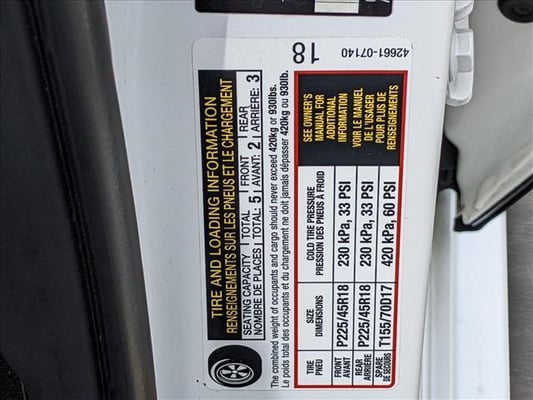 TIRE AND LOADING INFORMATION
RENSEIGNEMENTS SUR LES PNEUS ET LE CHARGEMENT
SEATING CAPACITY TOTAL 5 FRONT 2 REAR 3
NOMBRE DE PLACES TOTAL: AVANT: ARRIÈRE:
The combined weight of occupants and cargo should never exceed 420kg or 930lbs.
Le poids total des occupants et du chargement ne doit jamais dépasser 420kg ou 930lb.
TIRE SIZE COLD TIRE PRESSURE
PNEU DIMENSIONS PRESSION DES PNEUS À FROID
FRONT P225/45R18 230 kPa, 33 PSI
AVANT
REAR P225/45R18 230 kPa, 33 PSI
ARRIÈRE
SPARE T155/70D17 420 kPa, 60 PSI
DE SECOURS
SEE OWNER'S
MANUAL FOR
ADDITIONAL
INFORMATION
VOIR LE MANUEL
DE L'USAGER
POUR PLUS DE
RENSEIGNEMENTS
18
42661-07140